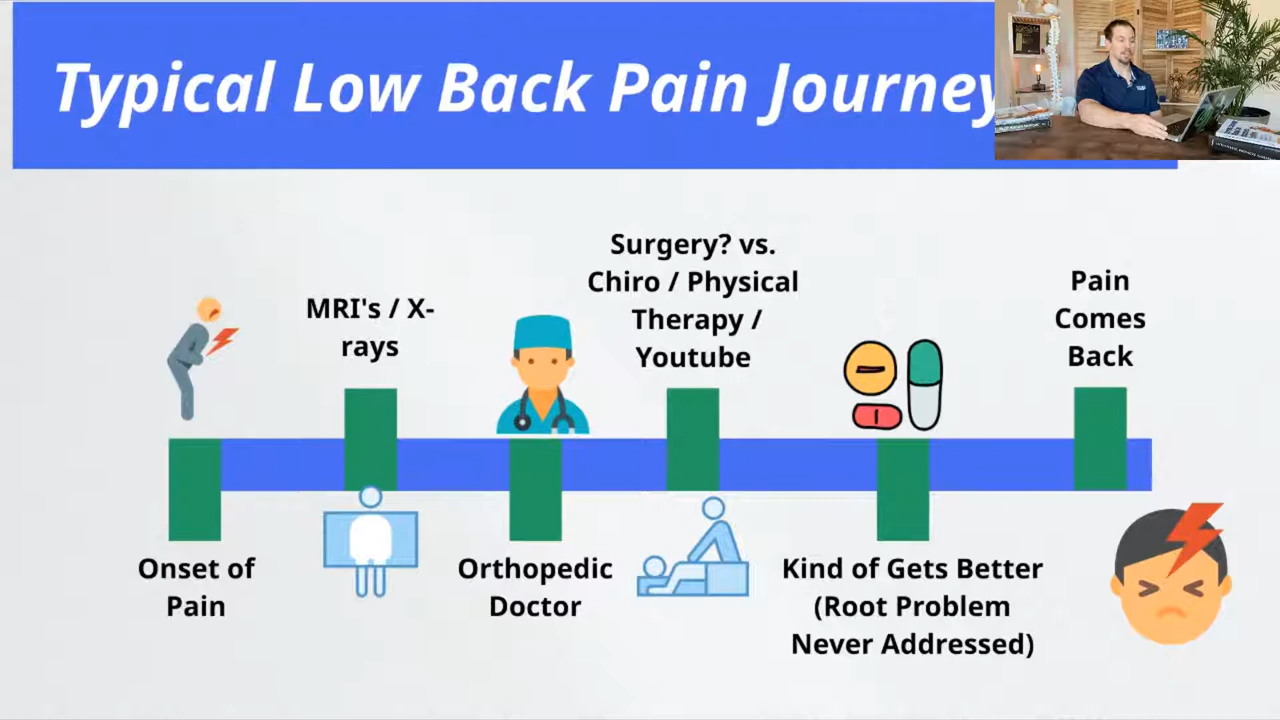 Typical Low Back Pain Journey
Surgery? vs.
Chiro / Physical
Therapy /
Youtube
MRI's / X-
rays
Pain
Comes
Back
Onset of
Pain
Orthopedic
Doctor
Kind of Gets Better
(Root Problem
Never Addressed)